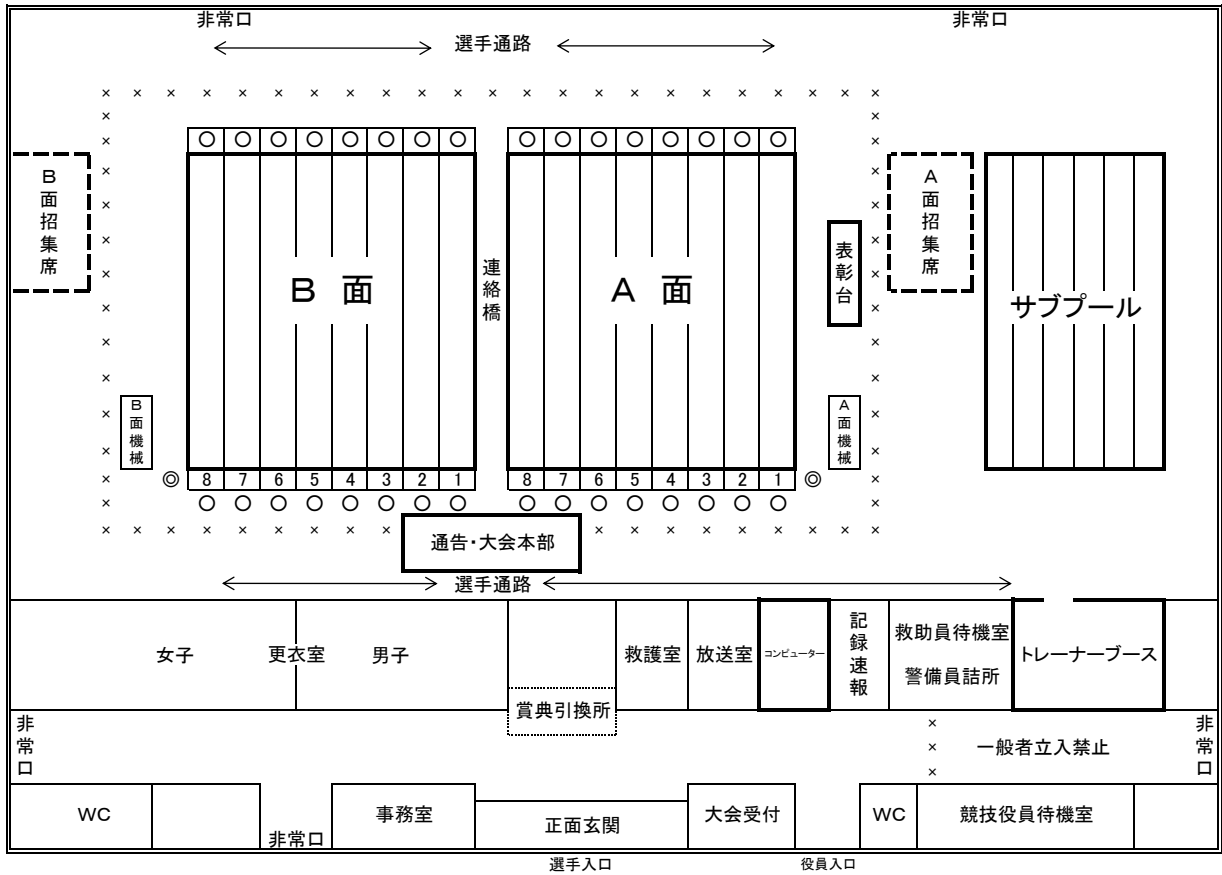 非常口
非常口
選手通路
× × × × × × × × × × × × × × × × × × × × × ×
○ ○ ○ ○ ○ ○ ○ ○
○ ○ ○ ○ ○ ○ ○ ○
B面招集席
B 面
連絡橋
A 面
表彰台
A面招集席
サブプール
B面機械
A面機械
◎ 8 7 6 5 4 3 2 1
8 7 6 5 4 3 2 1 ◎
○ ○ ○ ○ ○ ○ ○ ○
○ ○ ○ ○ ○ ○ ○ ○
通告・大会本部
選手通路
女子
更衣室
男子
賞典引換所
救護室
放送室
コンピューター
記録速報
救助員待機室
警備員詰所
トレーナーブース
非常口
一般者立入禁止
非常口
WC
非常口
事務室
正面玄関
大会受付
WC
競技役員待機室
選手入口
役員入口